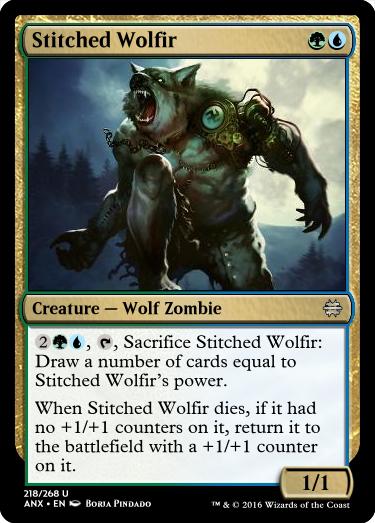 Stitched Wolfir
Creature — Wolf Zombie
2, Sacrifice Stitched Wolfir:
Draw a number of cards equal to
Stitched Wolfir's power.
When Stitched Wolfir dies, if it had
no +1/+1 counters on it, return it to
the battlefield with a +1/+1 counter
on it.
1/1
218/268 U
ANX • EN Borja Pindado
™ & © 2016 Wizards of the Coast